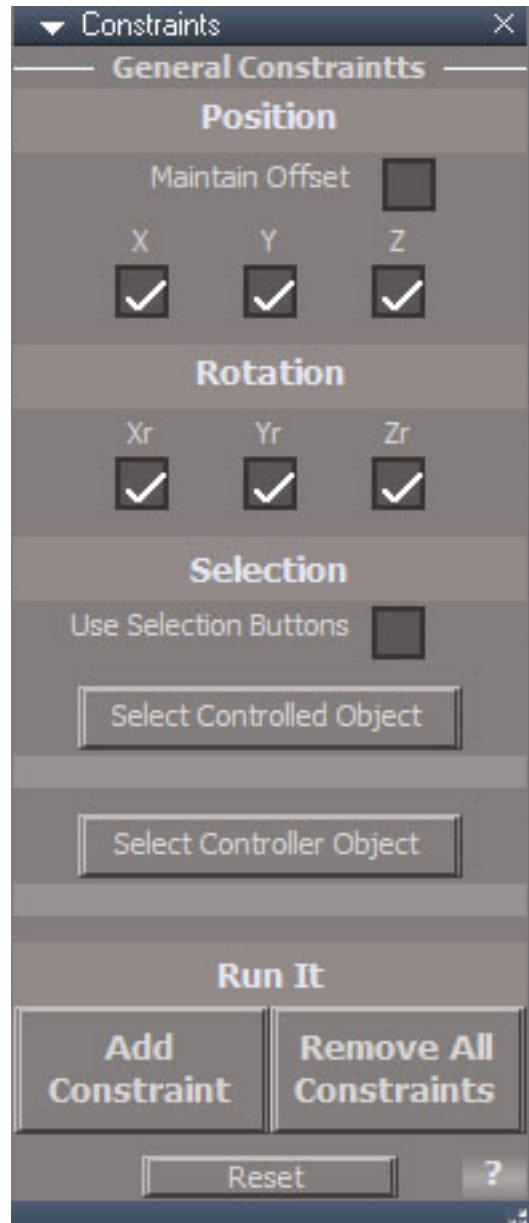 Constraints
General Constraintts
Position
Maintain Offset
X Y Z
Rotation
Xr Yr Zr
Selection
Use Selection Buttons
Select Controlled Object
Select Controller Object
Run It
Add
Constraint
Remove All
Constraints
Reset ?